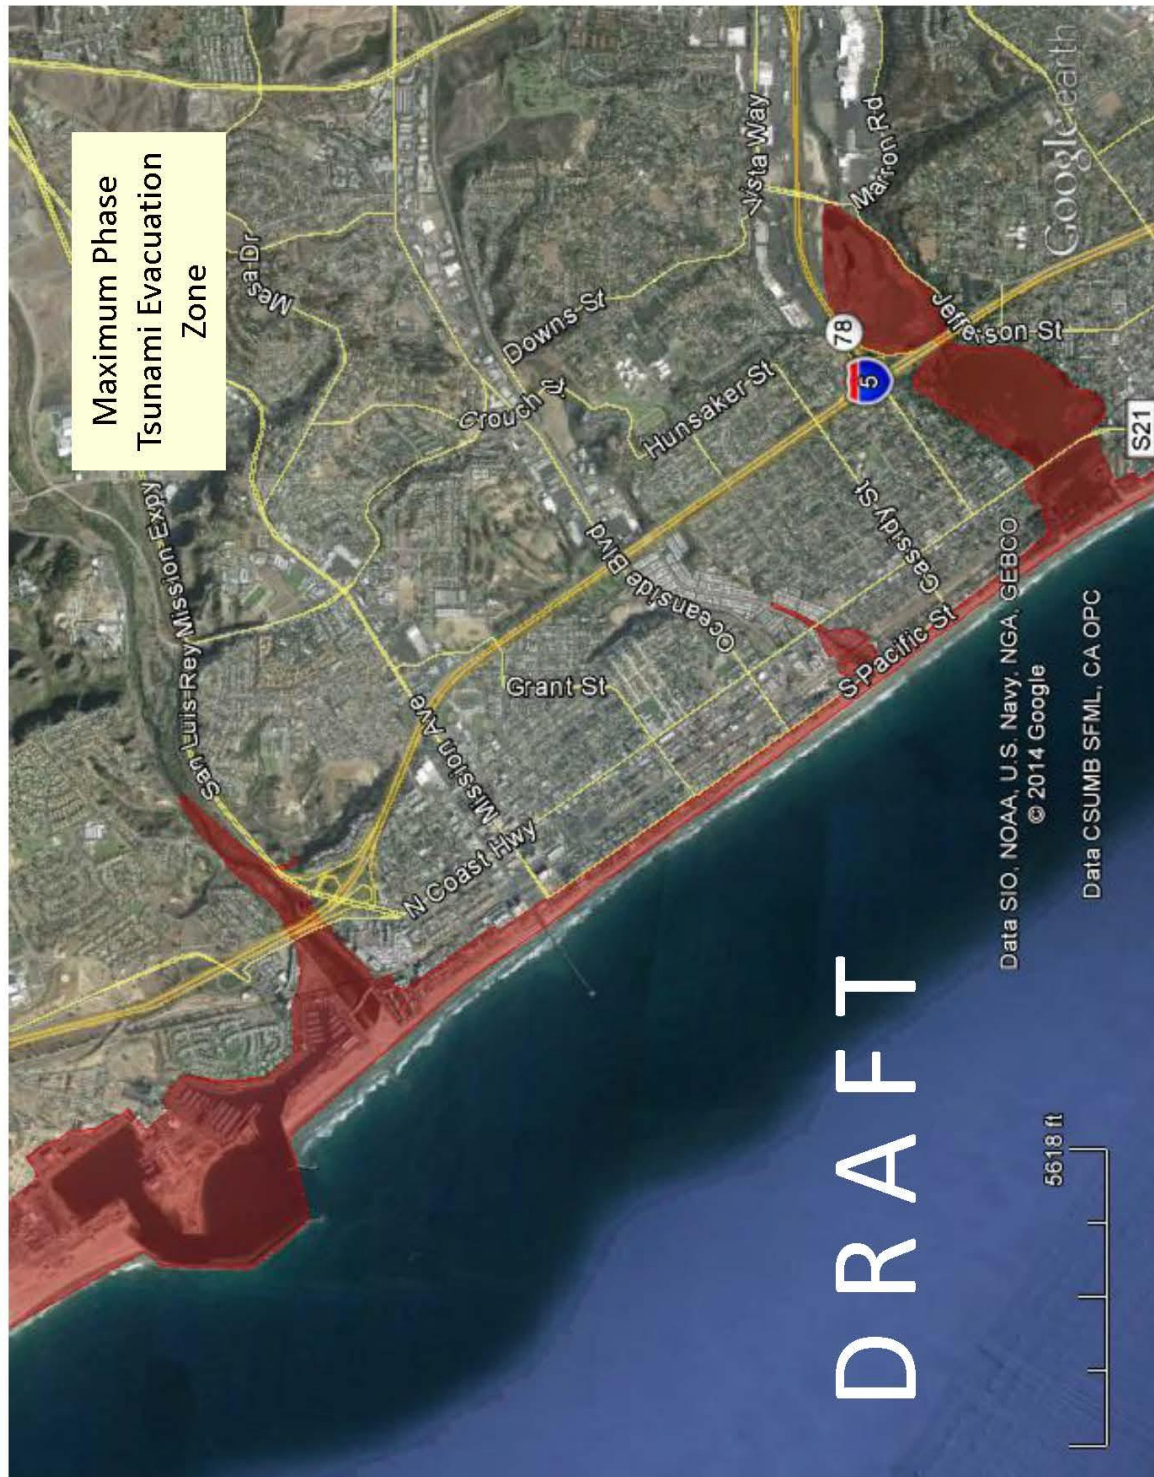 Maximum Phase
Tsunami Evacuation
Zone
San Luis Rey Mission Expy
Mesa Dr
N Coast Hwy
Mission Ave
Grant St
Crouch St
Downs St
Vista Way
Oceanside Blvd
Hunsaker St
Marron Rd
78
5
S Pacific St
Cassidy St
Jefferson St
S21
DRAFT
Data SIO, NOAA, U.S. Navy, NGA, GEBCO
© 2014 Google
Data CSUMB SFML, CA OPC
Google earth
5618 ft